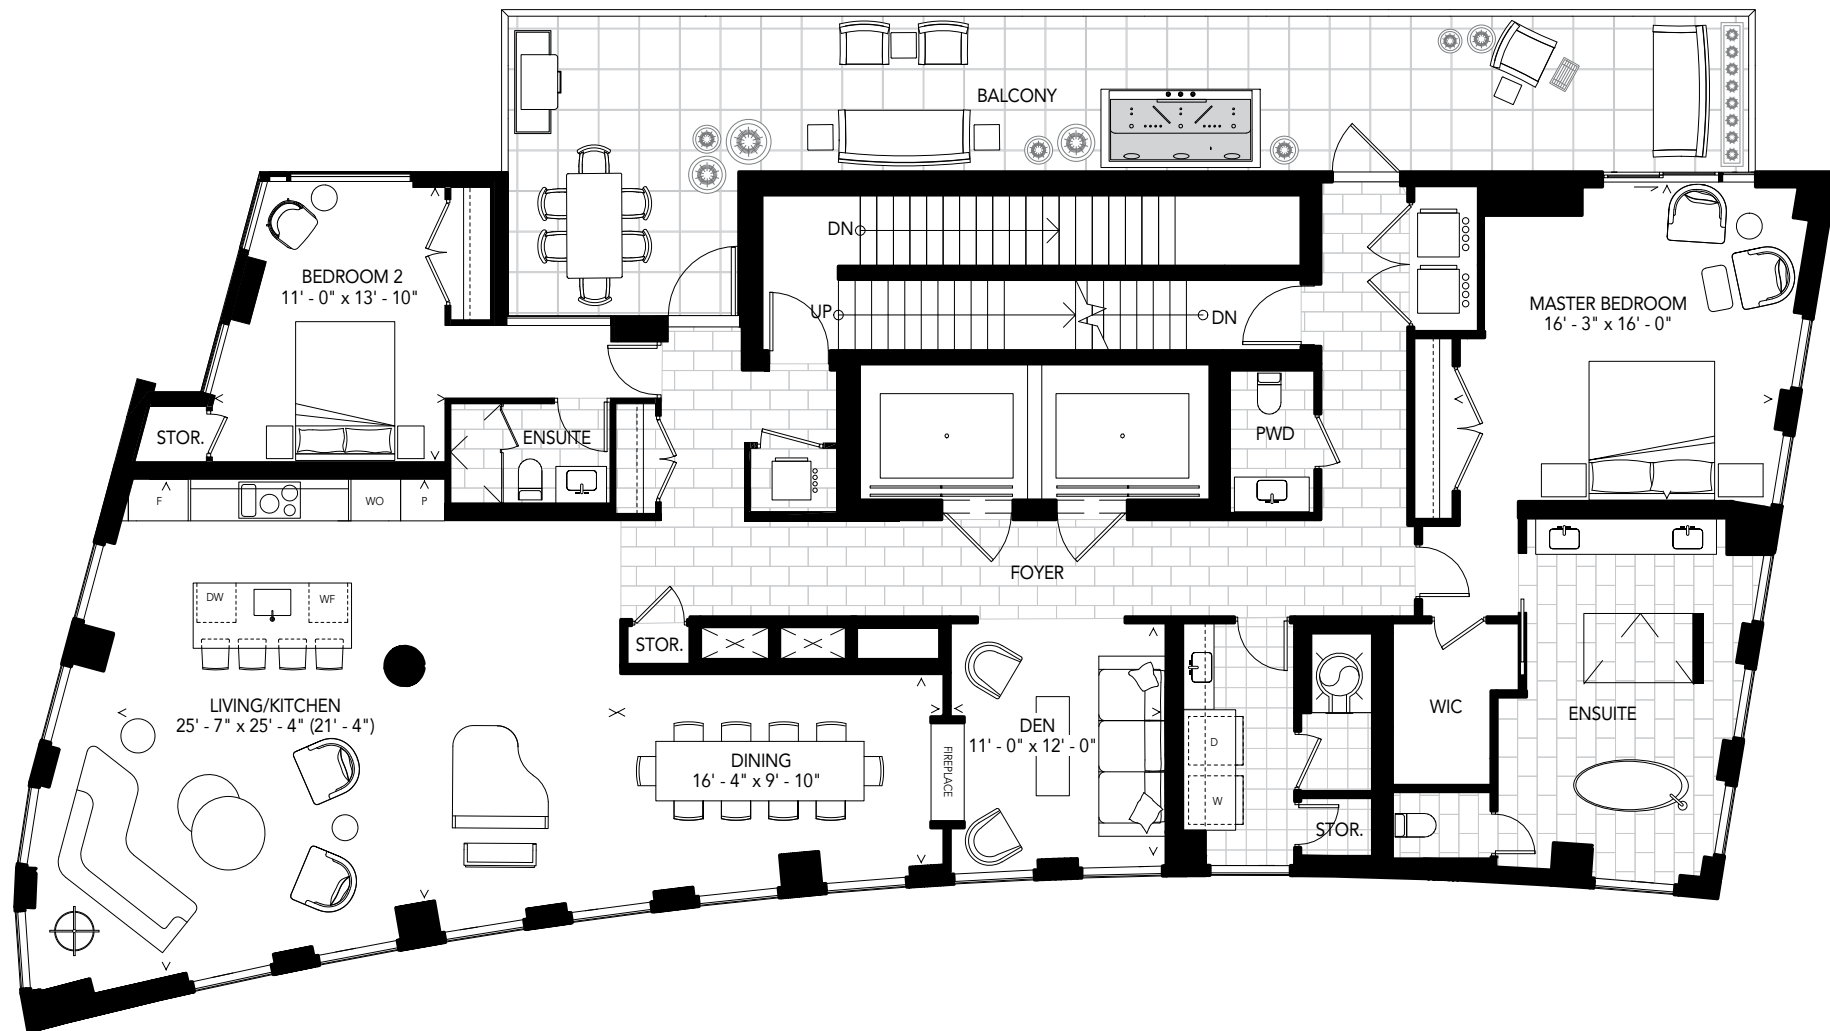 BALCONY
DN
BEDROOM 2
11' - 0" x 13' - 10"
UP
DN
MASTER BEDROOM
16' - 3" x 16' - 0"
STOR.
ENSUITE
PWD
F
WO
P
FOYER
DW
WF
STOR.
LIVING/KITCHEN
25' - 7" x 25' - 4" (21' - 4")
DINING
16' - 4" x 9' - 10"
FIREPLACE
DEN
11' - 0" x 12' - 0"
D
W
STOR.
WIC
ENSUITE